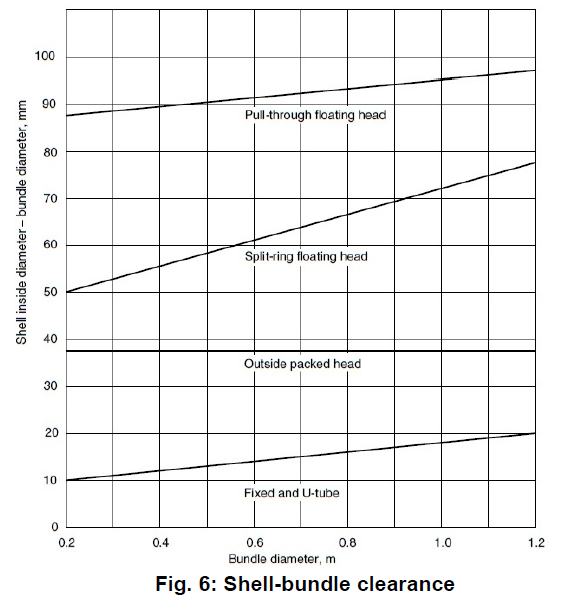 100
90
80
70
60
50
40
30
20
10
0
Shell inside diameter – bundle diameter, mm
Pull-through floating head
Split-ring floating head
Outside packed head
Fixed and U-tube
0.2 0.4 0.6 0.8 1.0 1.2
Bundle diameter, m
Fig. 6: Shell-bundle clearance